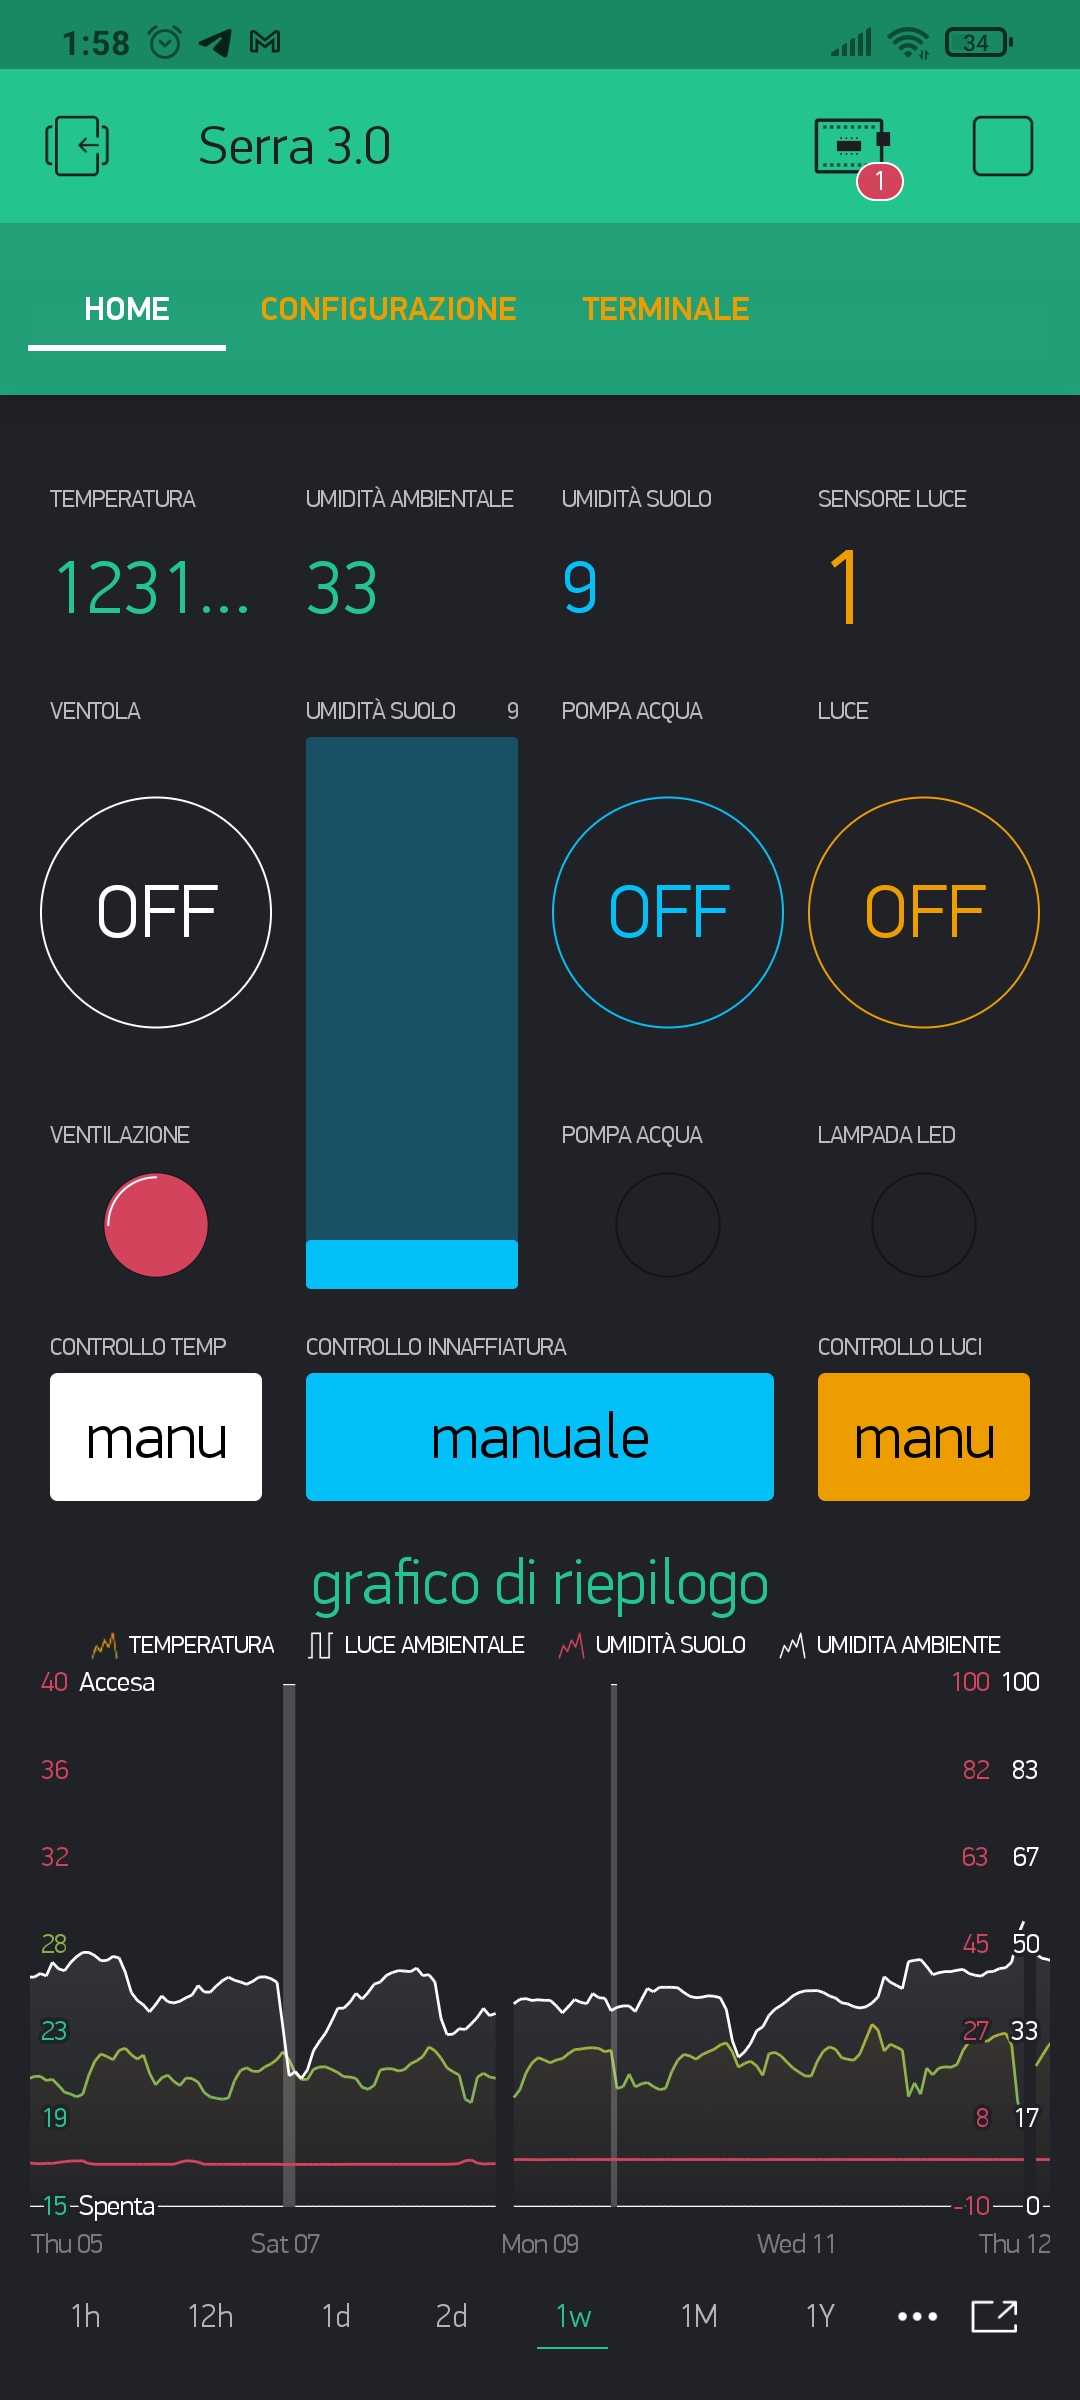 1:58 34
Serra 3.0 1
HOME CONFIGURAZIONE TERMINALE
TEMPERATURA UMIDITÀ AMBIENTALE UMIDITÀ SUOLO SENSORE LUCE
1231... 33 9 1
VENTOLA UMIDITÀ SUOLO 9 POMPA ACQUA LUCE
OFF OFF OFF
VENTILAZIONE POMPA ACQUA LAMPADA LED
CONTROLLO TEMP CONTROLLO INNAFFIATURA CONTROLLO LUCI
manu manuale manu
grafico di riepilogo
TEMPERATURA LUCE AMBIENTALE UMIDITÀ SUOLO UMIDITA AMBIENTE
40 Accesa 100 100
36 82 83
32 63 67
28 45 50
23 27 33
19 8 17
15 Spenta -10 0
Thu 05 Sat 07 Mon 09 Wed 11 Thu 12
1h 12h 1d 2d 1w 1M 1Y